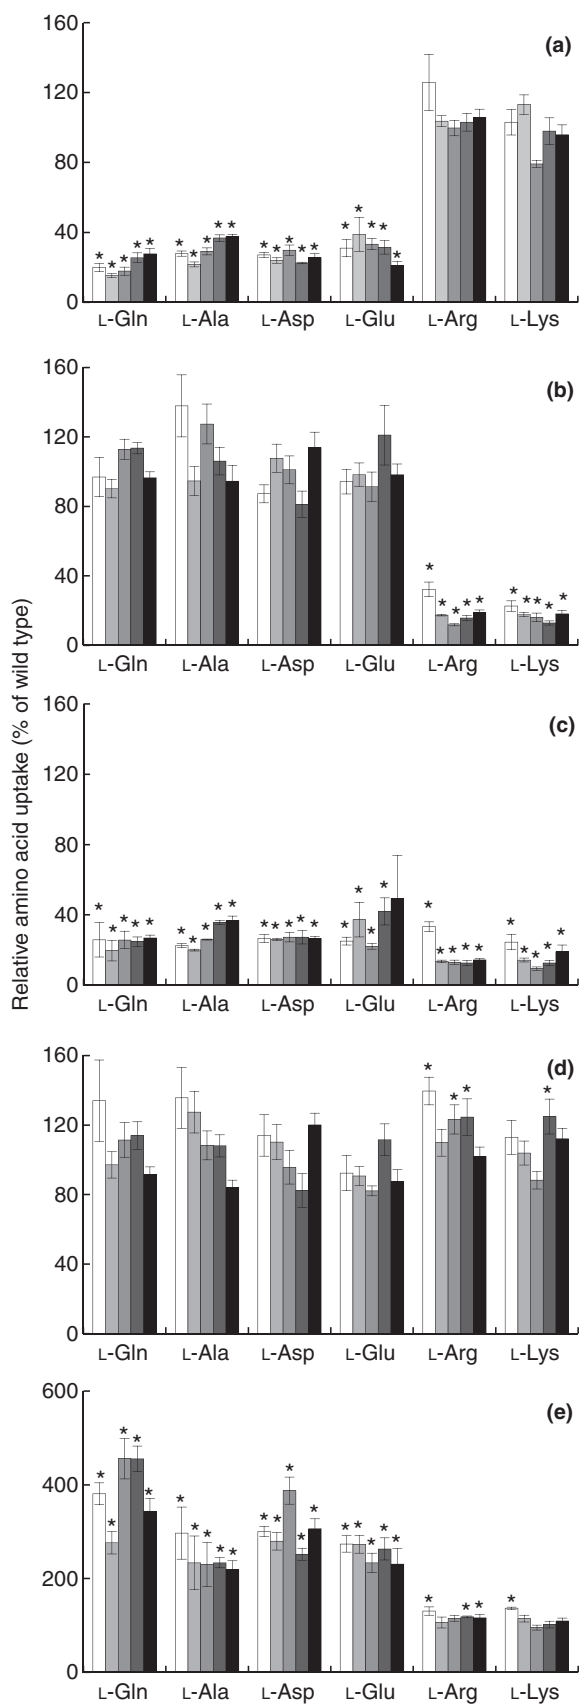 160
(a)
120
80
* * * * * * * * * * * * * * * * * * * *
40
0
L-Gln L-Ala L-Asp L-Glu L-Arg L-Lys
160
(b)
120
80
40
* * * * * * * * * *
0
L-Gln L-Ala L-Asp L-Glu L-Arg L-Lys
Relative amino acid uptake (% of wild type)
160
(c)
120
80
40
* * * * * * * * * * * * * * * * * * * * * * * * * * * * *
0
L-Gln L-Ala L-Asp L-Glu L-Arg L-Lys
160
(d)
* * * *
120
80
40
0
L-Gln L-Ala L-Asp L-Glu L-Arg L-Lys
600
(e)
* * * * * * * * * * * * * * * * * * * * * * * *
400
200
0
L-Gln L-Ala L-Asp L-Glu L-Arg L-Lys